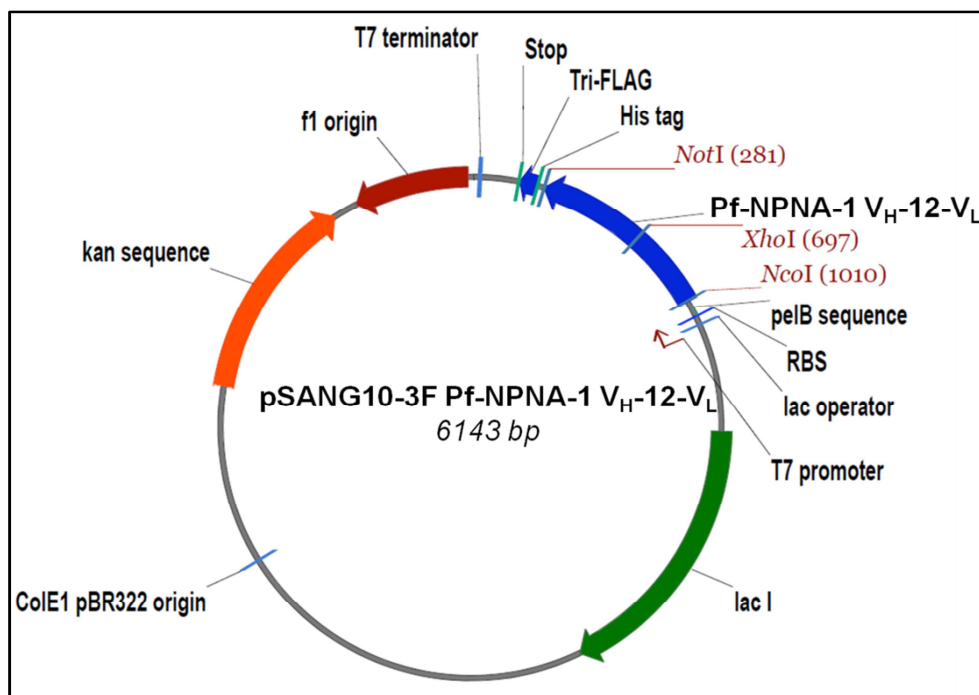 T7 terminator
Stop
Tri-FLAG
His tag
f1 origin
NotI (281)
Pf-NPNA-1 VH-12-VL
XhoI (697)
kan sequence
NcoI (1010)
pelB sequence
RBS
pSANG10-3F Pf-NPNA-1 VH-12-VL
lac operator
6143 bp
T7 promoter
ColE1 pBR322 origin
lac I